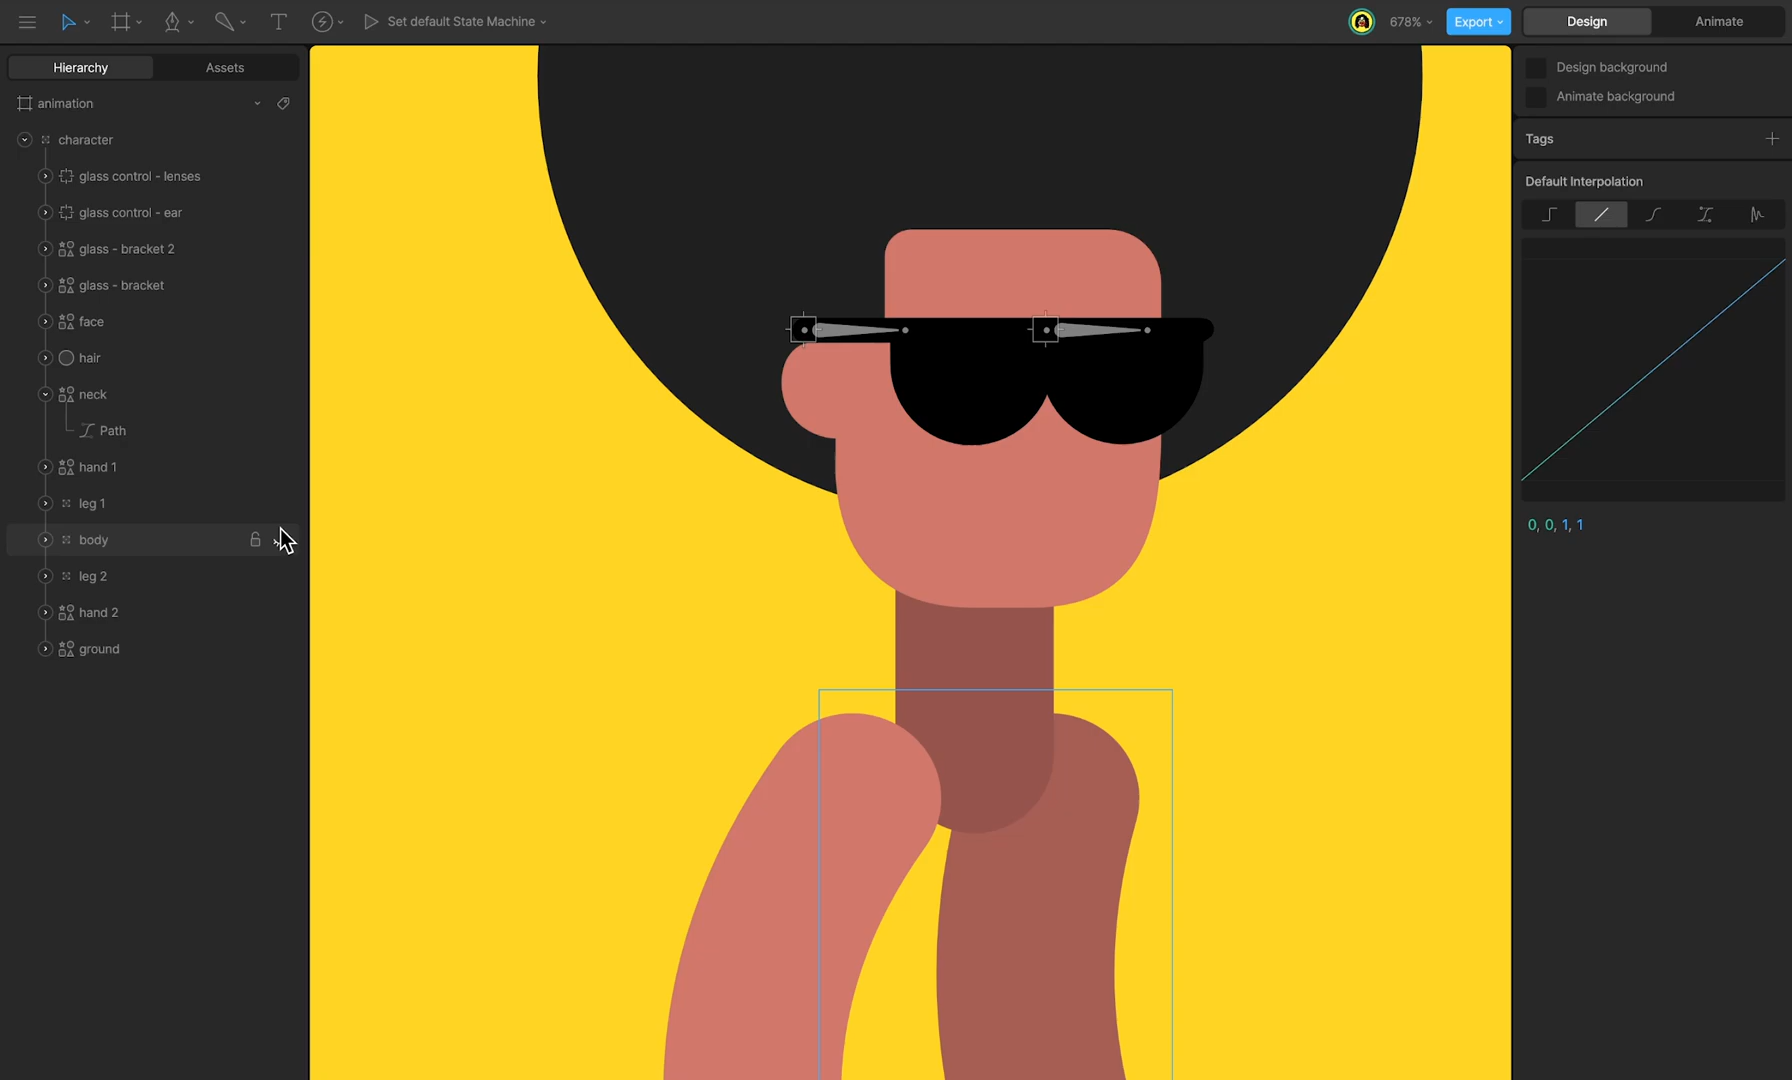 Set default State Machine
678%
Export
Design
Animate
Hierarchy
Assets
animation
character
glass control - lenses
glass control - ear
glass - bracket 2
glass - bracket
face
hair
neck
Path
hand 1
leg 1
body
leg 2
hand 2
ground
Design background
Animate background
Tags
Default Interpolation
0, 0, 1, 1